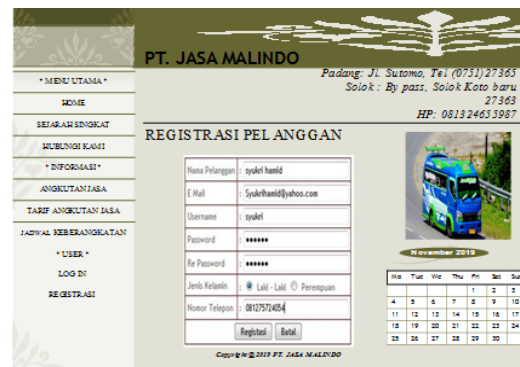 PT. JASA MALINDO
Padang: Jl. Sutomo, Tel (0751)27365
Solok : By pass, Solok Koto baru
27363
HP: 081324655987
* MENU UTAMA *
HOME
SEJARAH SINGKAT
HUBUNGI KAMI
* INFORMASI *
ANGKUTAN JASA
TARIF ANGKUTAN JASA
JADWAL KEBERANGKATAN
* USER *
LOG IN
REGISTRASI
REGISTRASI PELANGGAN
Nama Pelanggan : syukri hamid
E Mail : Syukrihamid@yahoo.com
Username : syukri
Password : ••••••
Re Password : ••••••
Jenis Kelamin : Laki - Laki Perempuan
Nomor Telepon : 081275724054
Registasi Batal
November 2019
Mo Tue We Thu Fri Sat Sun
1 2 3
4 5 6 7 8 9 10
11 12 13 14 15 16 17
18 19 20 21 22 23 24
25 26 27 28 29 30
Copyright @ 2019 PT. JASA MALINDO